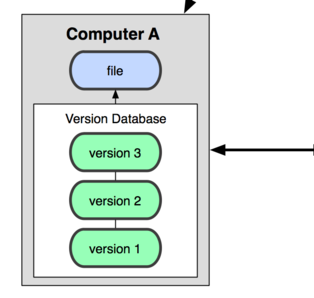 Computer A
file
Version Database
version 3
version 2
version 1